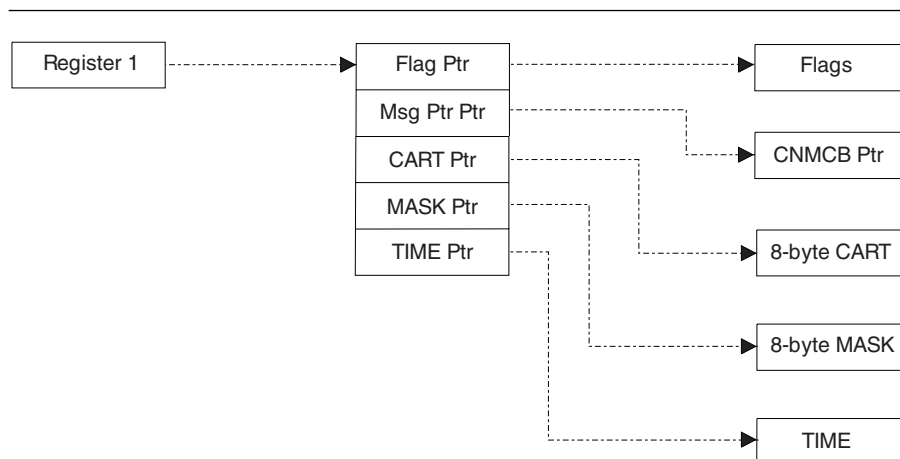 Register 1
Flag Ptr
Flags
Msg Ptr Ptr
CNMCB Ptr
CART Ptr
MASK Ptr
TIME Ptr
8-byte CART
8-byte MASK
TIME